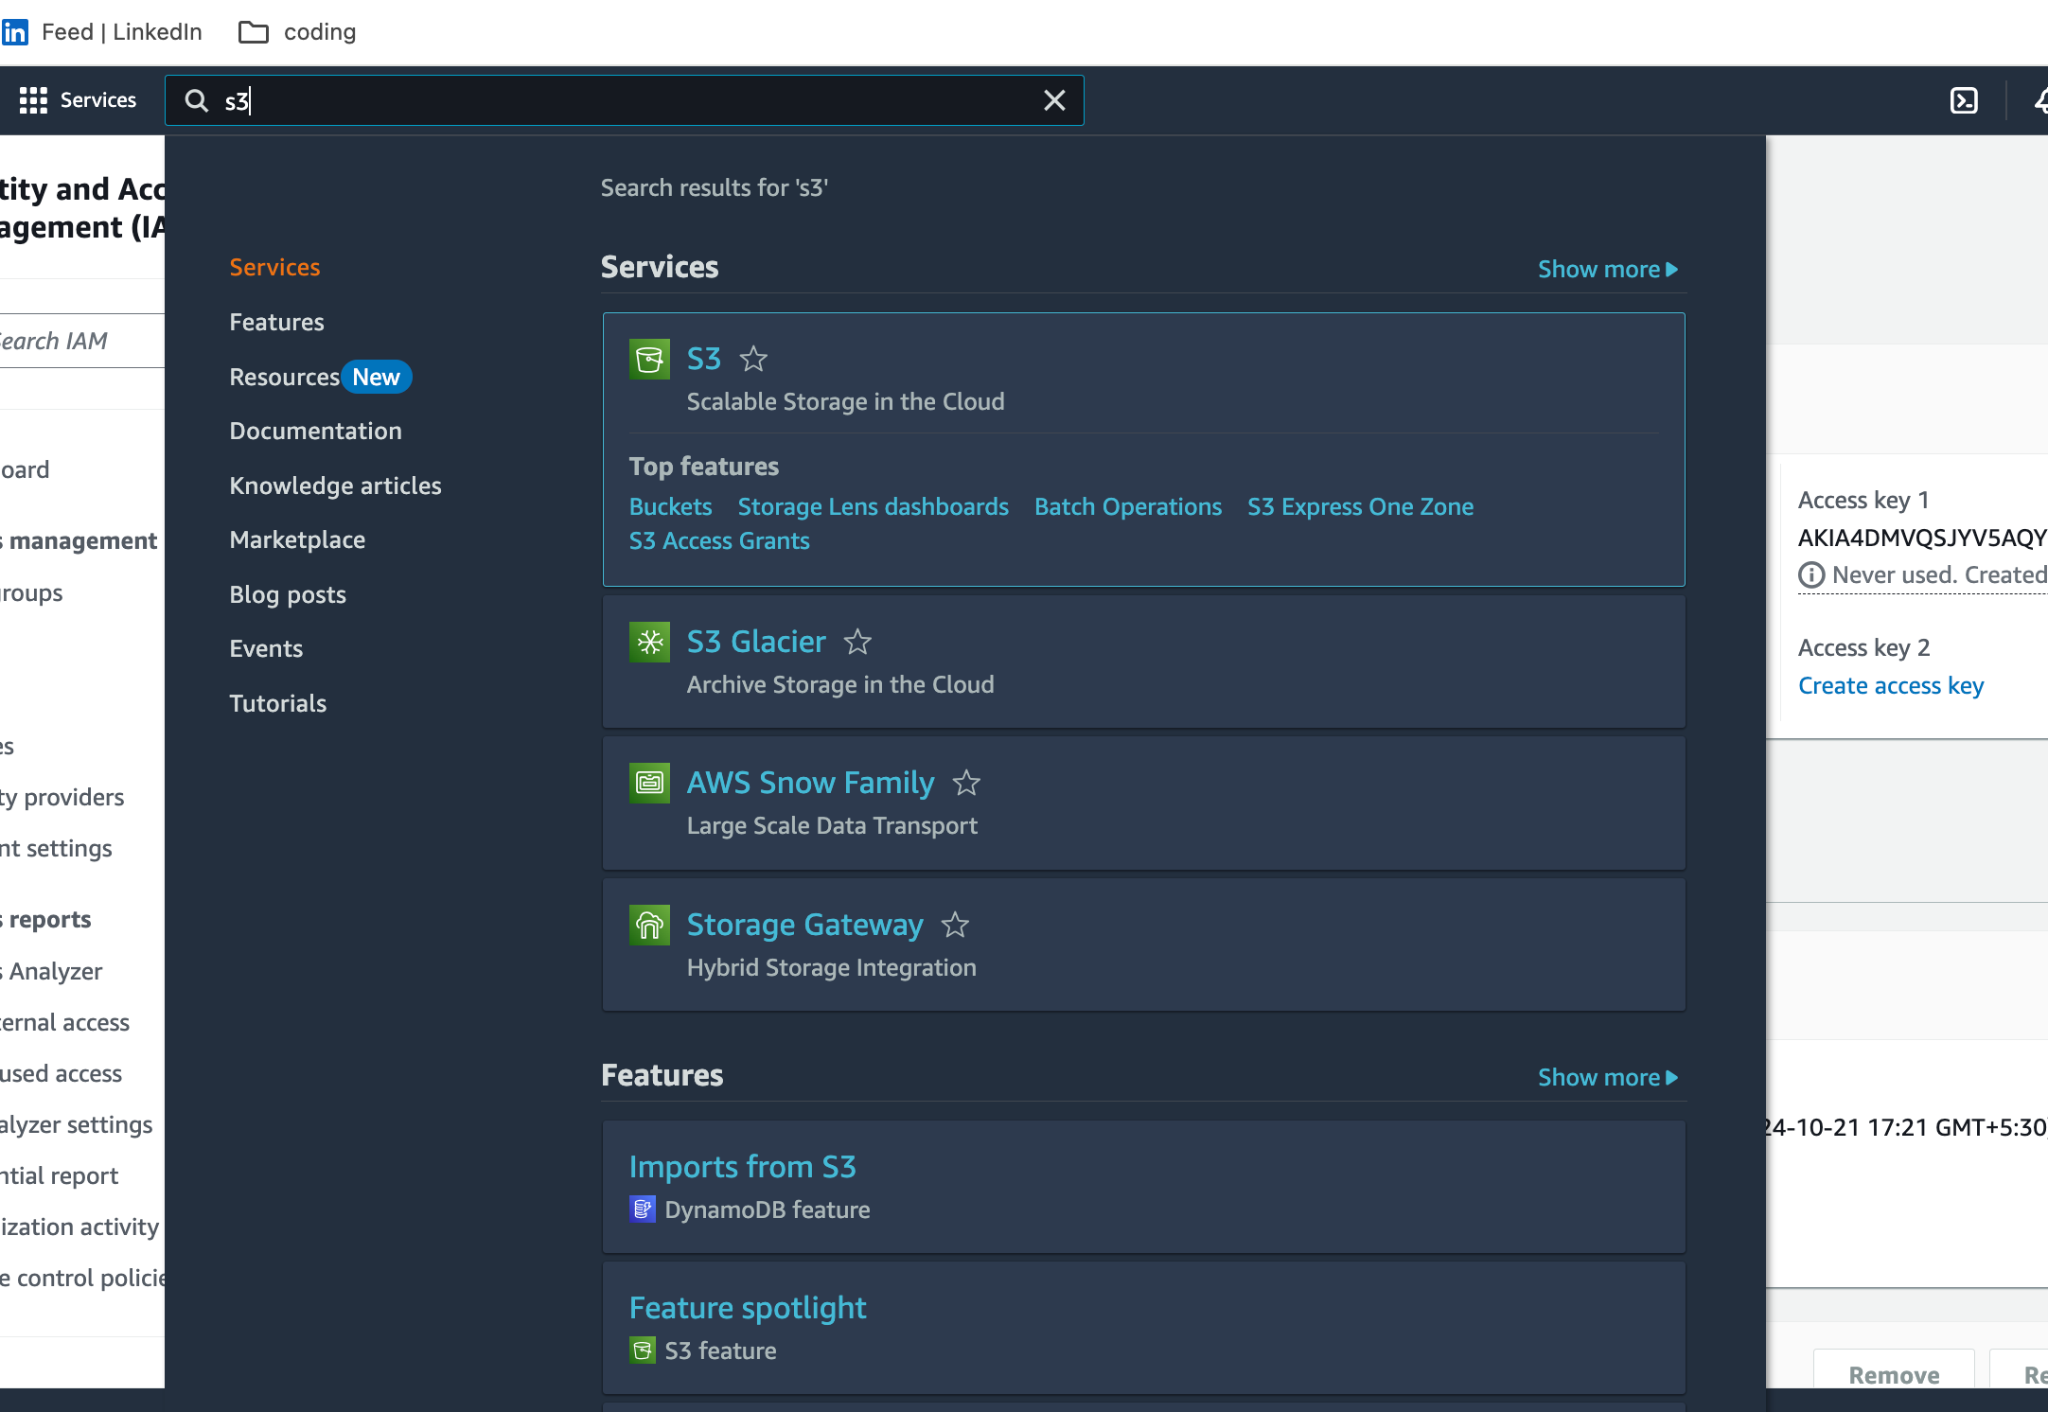 Feed | LinkedIn
coding
Services
s3
tity and Acc
agement (IA
Search IAM
oard
s management
groups
es
ty providers
nt settings
s reports
s Analyzer
ternal access
used access
alyzer settings
ntial report
ization activity
e control policie
Search results for 's3'
Services
Features
Resources New
Documentation
Knowledge articles
Marketplace
Blog posts
Events
Tutorials
Services
Show more
S3
Scalable Storage in the Cloud
Top features
Buckets Storage Lens dashboards Batch Operations S3 Express One Zone
S3 Access Grants
S3 Glacier
Archive Storage in the Cloud
AWS Snow Family
Large Scale Data Transport
Storage Gateway
Hybrid Storage Integration
Features
Show more
Imports from S3
DynamoDB feature
Feature spotlight
S3 feature
Access key 1
AKIA4DMVQSJYV5AQY
Never used. Created
Access key 2
Create access key
24-10-21 17:21 GMT+5:30)
Remove
Re